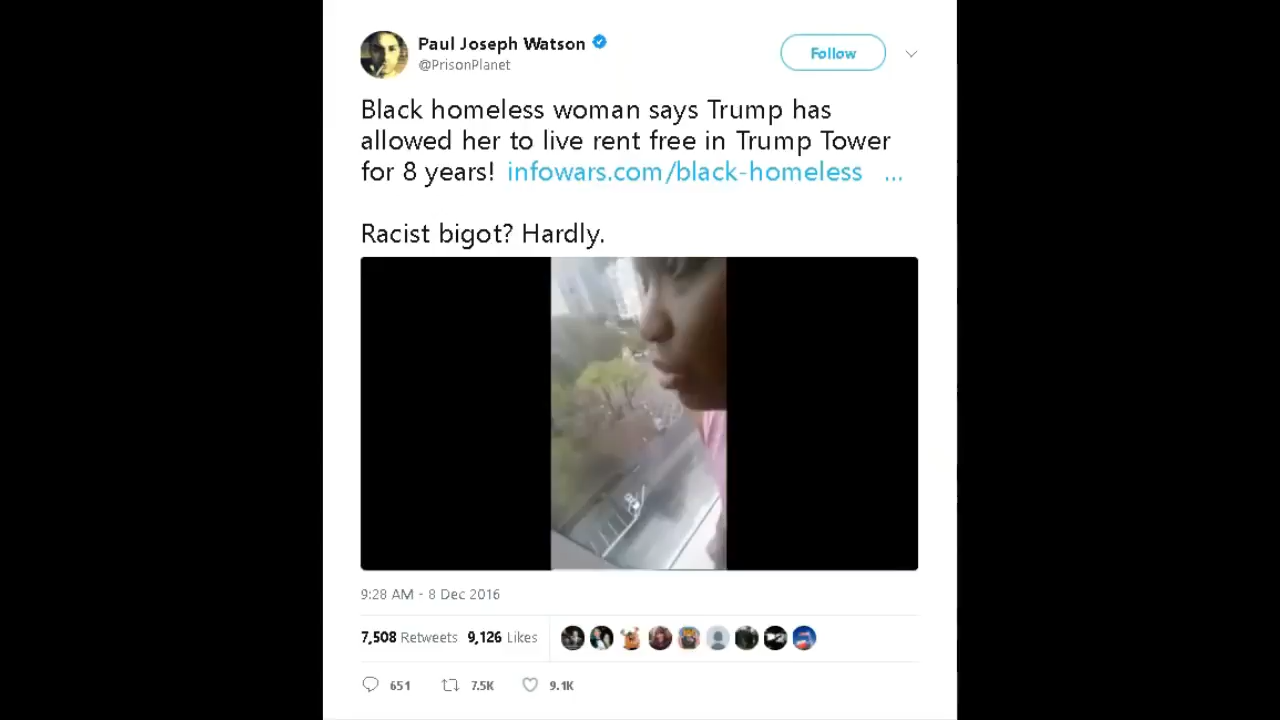 Paul Joseph Watson
@PrisonPlanet
Follow
Black homeless woman says Trump has
allowed her to live rent free in Trump Tower
for 8 years! infowars.com/black-homeless ...
Racist bigot? Hardly.
9:28 AM - 8 Dec 2016
7,508 Retweets 9,126 Likes
651 7.5K 9.1K